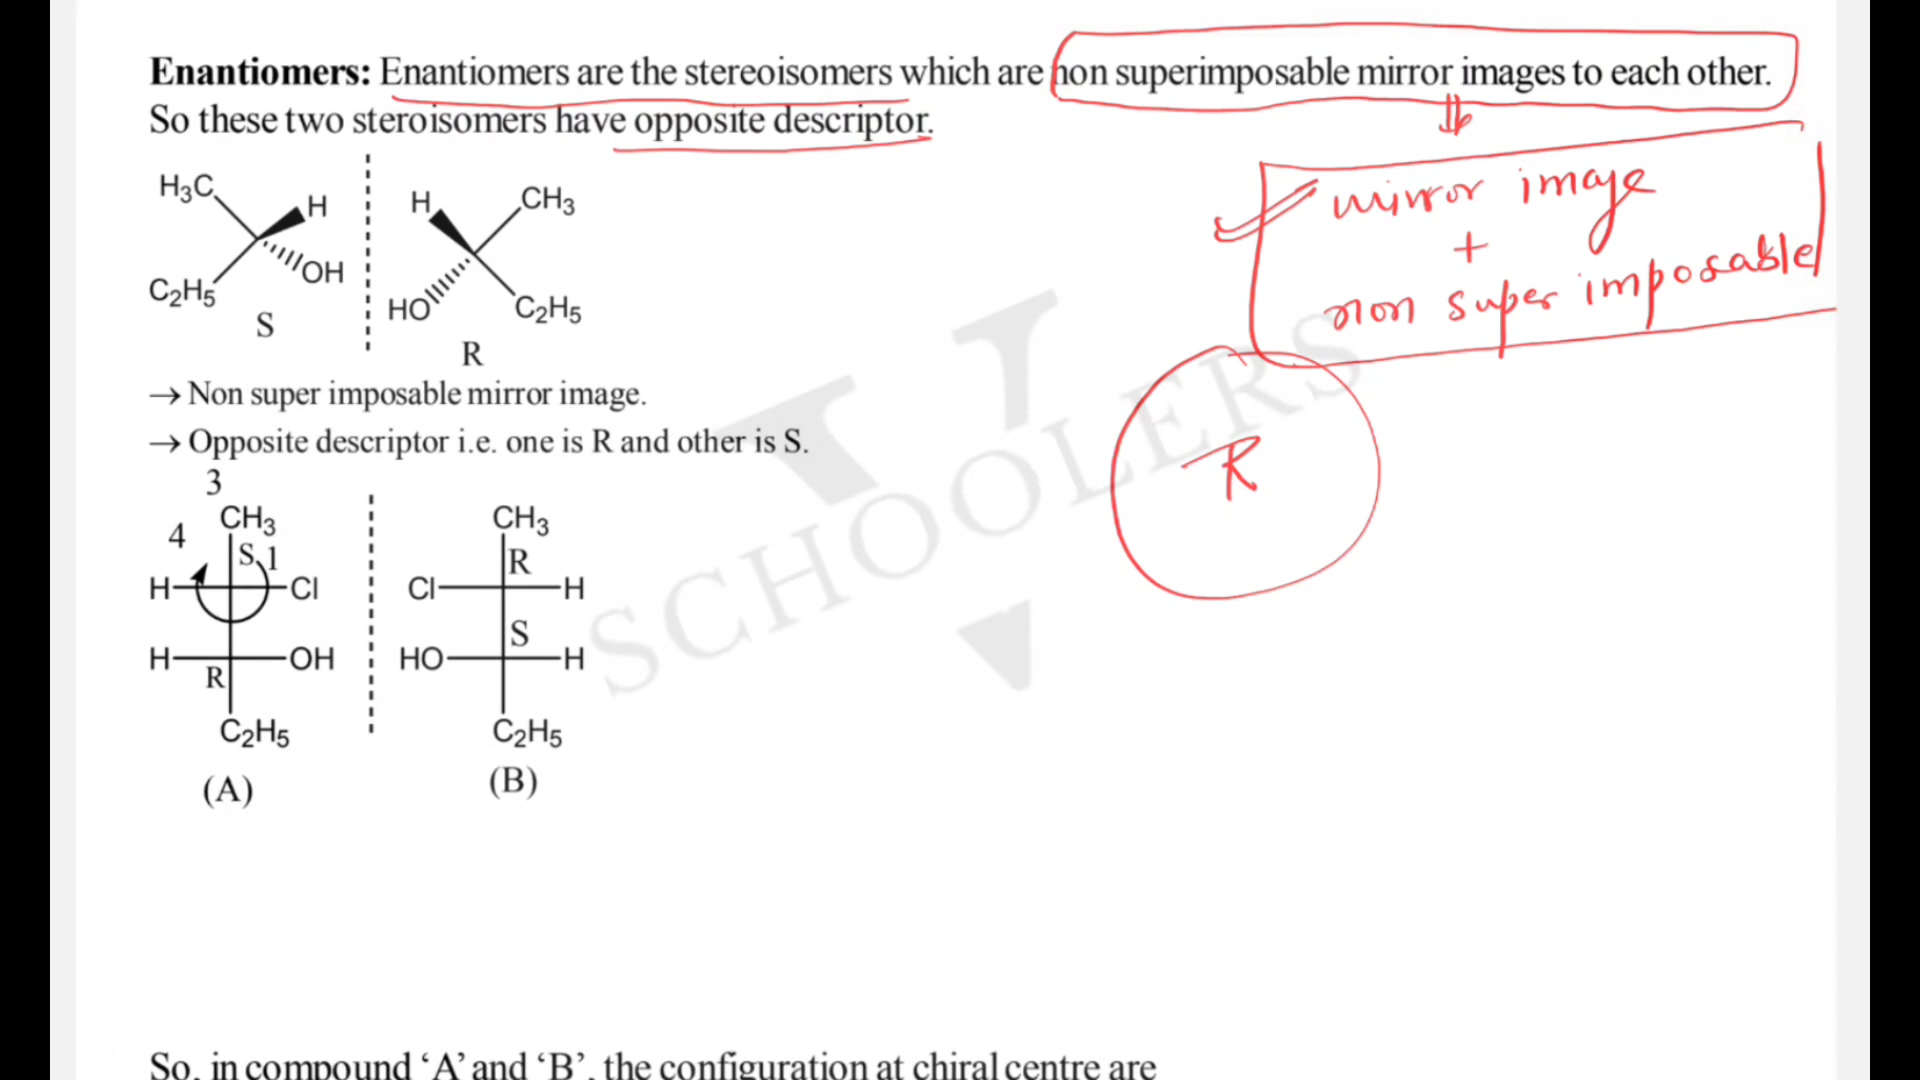 Enantiomers: Enantiomers are the stereoisomers which are non superimposable mirror images to each other.
So these two steroisomers have opposite descriptor.
mirror image
+
non super imposable
H3C H
OH
C2H5
S
H CH3
HO C2H5
R
→ Non super imposable mirror image.
→ Opposite descriptor i.e. one is R and other is S.
R
3
4 CH3
S 1
H Cl
H OH
R
C2H5
(A)
CH3
R
Cl H
S
HO H
C2H5
(B)
SCHOOLERS
So, in compound ‘A’ and ‘B’, the configuration at chiral centre are